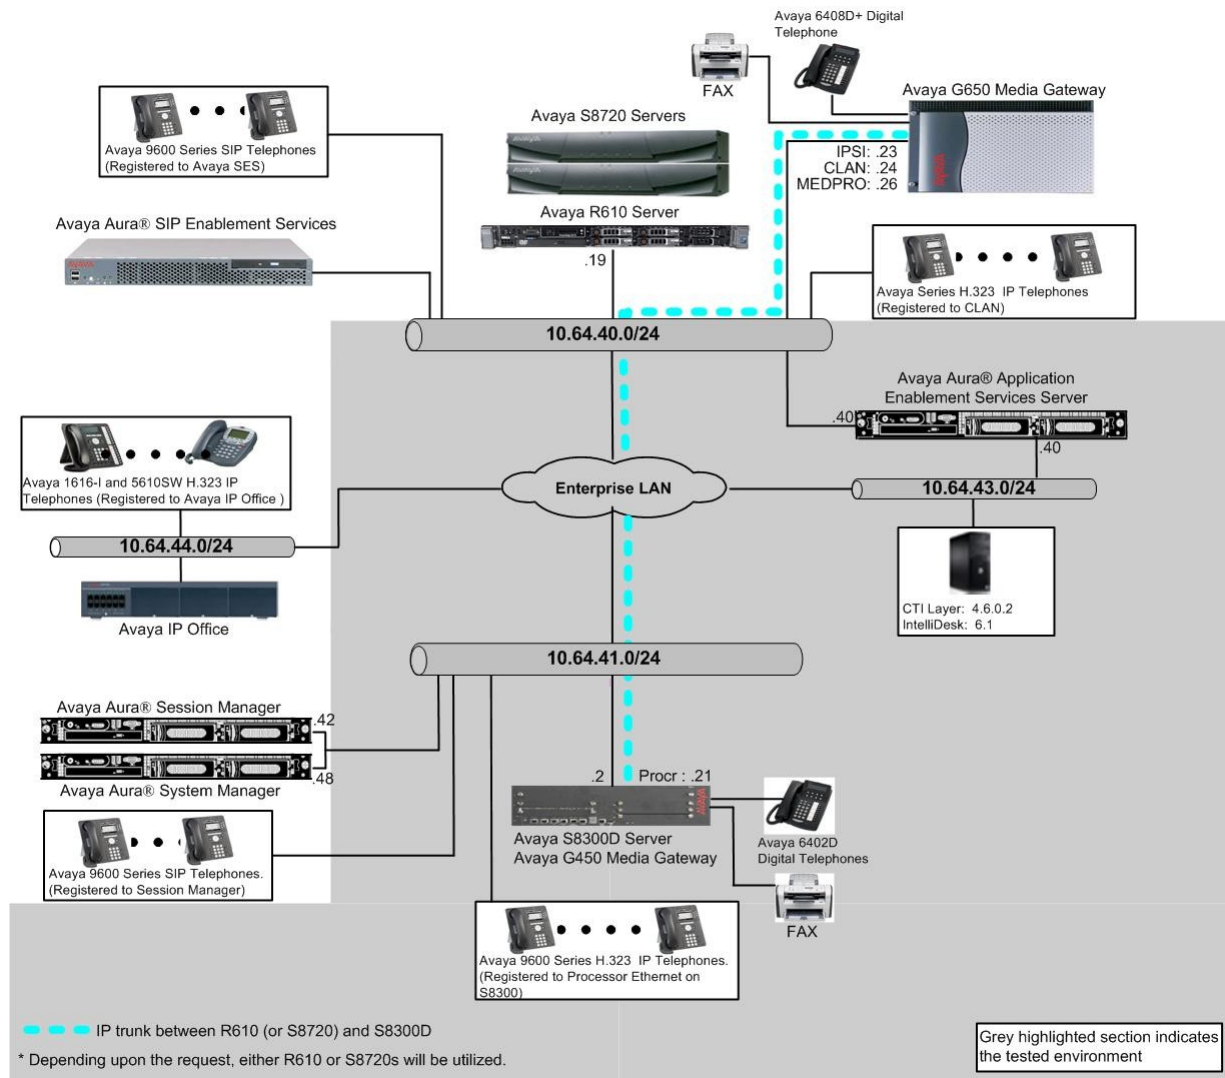 Avaya 6408D+ Digital
Telephone
FAX
Avaya G650 Media Gateway
Avaya S8720 Servers
IPSI: .23
CLAN: .24
MEDPRO: .26
Avaya 9600 Series SIP Telephones
(Registered to Avaya SES)
Avaya R610 Server
.19
Avaya Aura® SIP Enablement Services
AVAYA
Avaya Series H.323 IP Telephones
(Registered to CLAN)
10.64.40.0/24
Avaya Aura® Application
Enablement Services Server
.40
.40
Avaya 1616-I and 5610SW H.323 IP
Telephones (Registered to Avaya IP Office )
Enterprise LAN
10.64.43.0/24
10.64.44.0/24
CTI Layer: 4.6.0.2
IntelliDesk: 6.1
Avaya IP Office
10.64.41.0/24
Avaya Aura® Session Manager
.42
.48
Avaya Aura® System Manager
.2
Procr : .21
Avaya S8300D Server
Avaya G450 Media Gateway
Avaya 6402D
Digital Telephones
FAX
Avaya 9600 Series SIP Telephones.
(Registered to Session Manager)
Avaya 9600 Series H.323 IP Telephones.
(Registered to Processor Ethernet on
S8300)
IP trunk between R610 (or S8720) and S8300D
* Depending upon the request, either R610 or S8720s will be utilized.
Grey highlighted section indicates
the tested environment